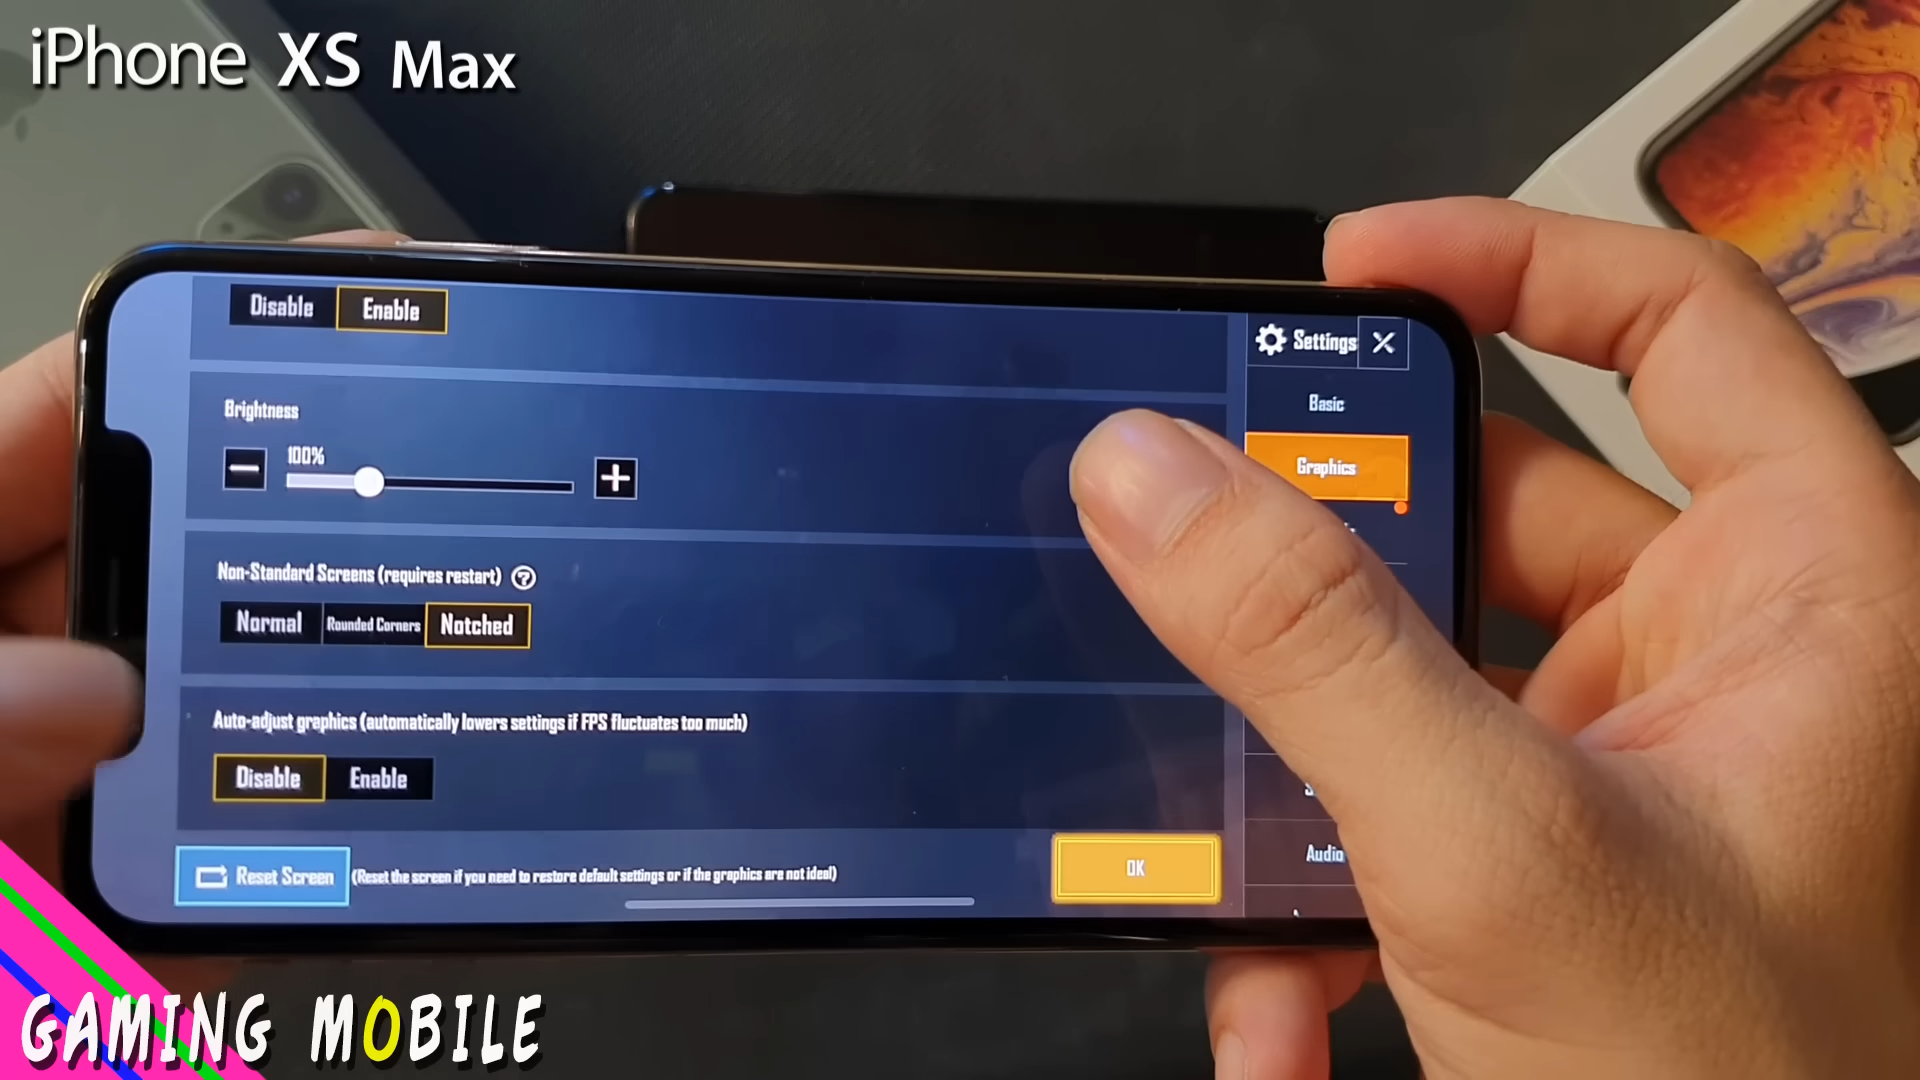 iPhone XS Max
Disable Enable
Settings
Basic
Brightness
100%
Graphics
Non-Standard Screens (requires restart) ?
Normal Rounded Corners Notched
Auto-adjust graphics (automatically lowers settings if FPS fluctuates too much)
Disable Enable
Audio
Reset Screen (Reset the screen if you need to restore default settings or if the graphics are not ideal)
OK
GAMING MOBILE